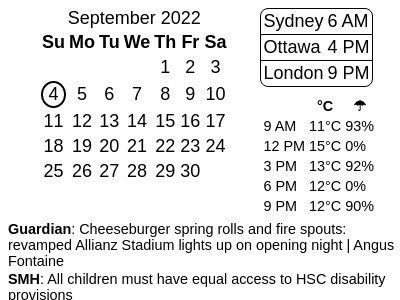 September 2022
Su Mo Tu We Th Fr Sa
1 2 3
4 5 6 7 8 9 10
11 12 13 14 15 16 17
18 19 20 21 22 23 24
25 26 27 28 29 30
Sydney 6 AM
Ottawa 4 PM
London 9 PM
°C ☂
9 AM 11°C 93%
12 PM 15°C 0%
3 PM 13°C 92%
6 PM 12°C 0%
9 PM 12°C 90%
Guardian: Cheeseburger spring rolls and fire spouts:
revamped Allianz Stadium lights up on opening night | Angus
Fontaine
SMH: All children must have equal access to HSC disability
provisions